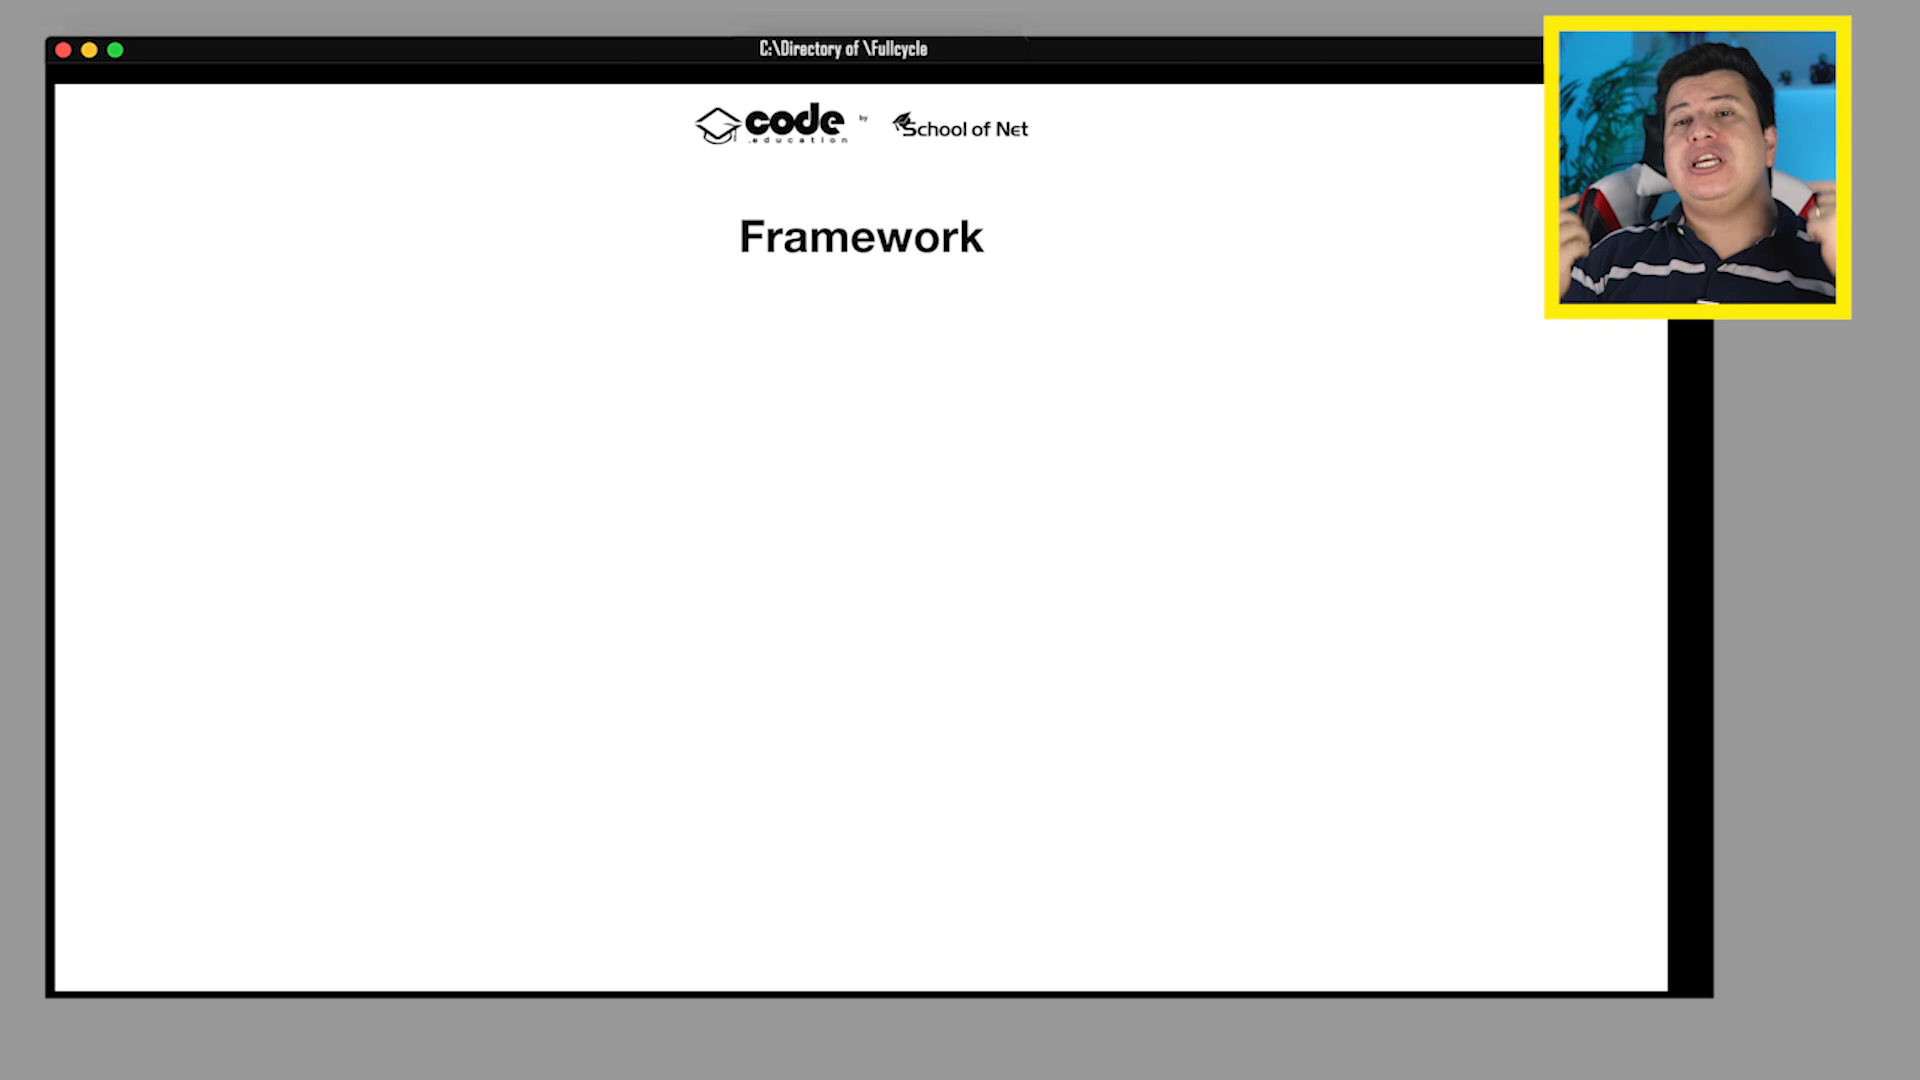 C:\Directory of \Fullcycle
code by School of Net
.education
Framework